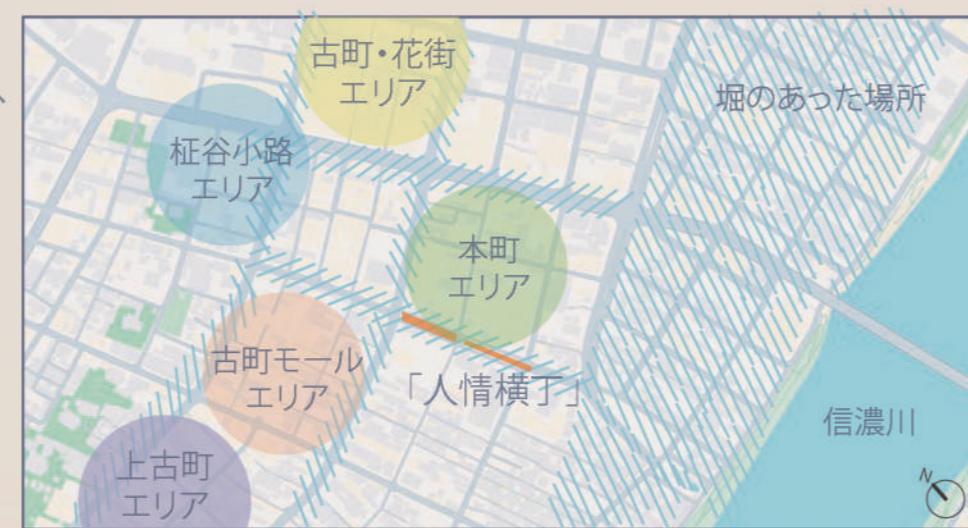 古町・花街
エリア
堀のあった場所
柾谷小路
エリア
本町
エリア
古町モール
エリア
「人情横丁」
信濃川
上古町
エリア
N